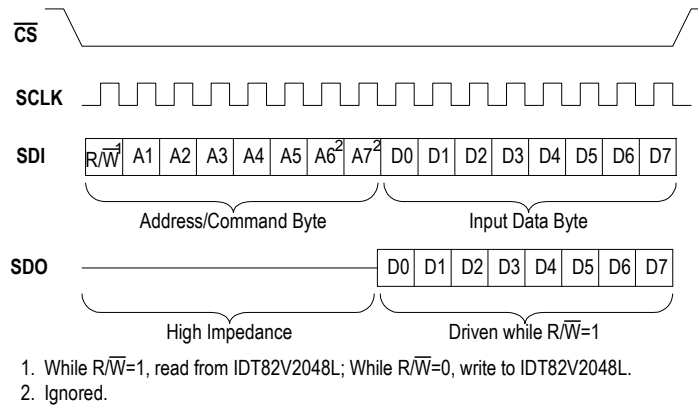 C̅S̅
SCLK
SDI R/W̅¹ A1 A2 A3 A4 A5 A6² A7² D0 D1 D2 D3 D4 D5 D6 D7
Address/Command Byte Input Data Byte
SDO D0 D1 D2 D3 D4 D5 D6 D7
High Impedance Driven while R/W̅=1
1. While R/W̅=1, read from IDT82V2048L; While R/W̅=0, write to IDT82V2048L.
2. Ignored.